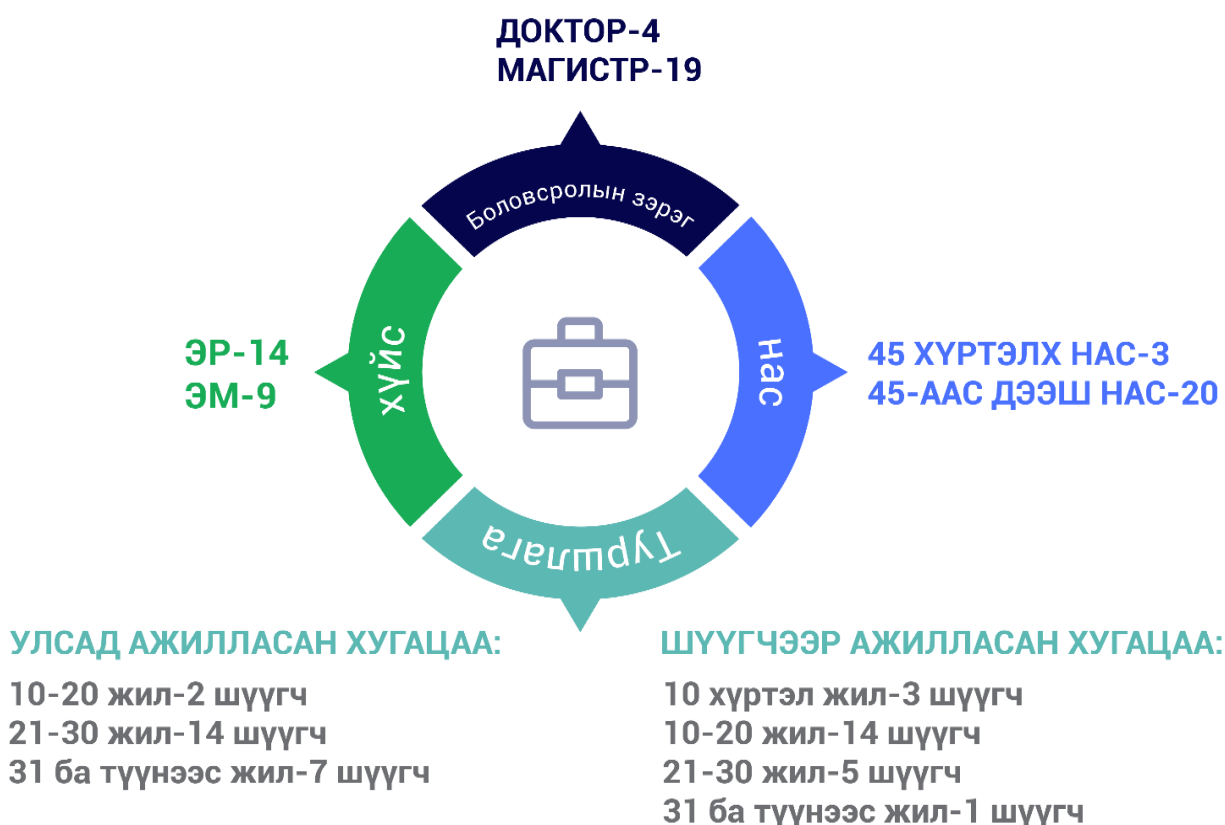 ДОКТОР-4
МАГИСТР-19
Боловсролын зэрэг
хүйс
ЭР-14
ЭМ-9
нас
45 ХҮРТЭЛХ НАС-3
45-ААС ДЭЭШ НАС-20
Туршлага
УЛСАД АЖИЛЛАСАН ХУГАЦАА:
10-20 жил-2 шүүгч
21-30 жил-14 шүүгч
31 ба түүнээс жил-7 шүүгч
ШҮҮГЧЭЭР АЖИЛЛАСАН ХУГАЦАА:
10 хүртэл жил-3 шүүгч
10-20 жил-14 шүүгч
21-30 жил-5 шүүгч
31 ба түүнээс жил-1 шүүгч